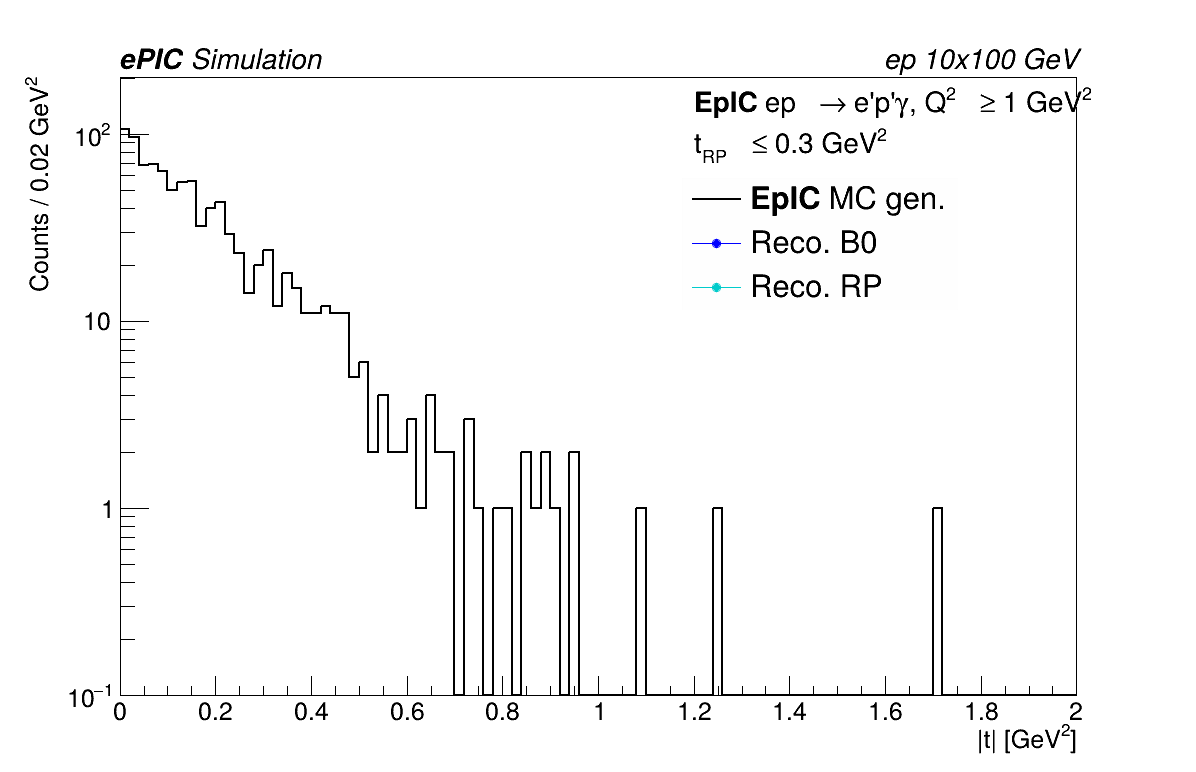 ePIC Simulation ep 10x100 GeV
Counts / 0.02 GeV²
EpIC ep → e'p'γ, Q² ≥ 1 GeV²
t_RP ≤ 0.3 GeV²
EpIC MC gen.
Reco. B0
Reco. RP
10²
10
1
10⁻¹
0 0.2 0.4 0.6 0.8 1 1.2 1.4 1.6 1.8 2
|t| [GeV²]